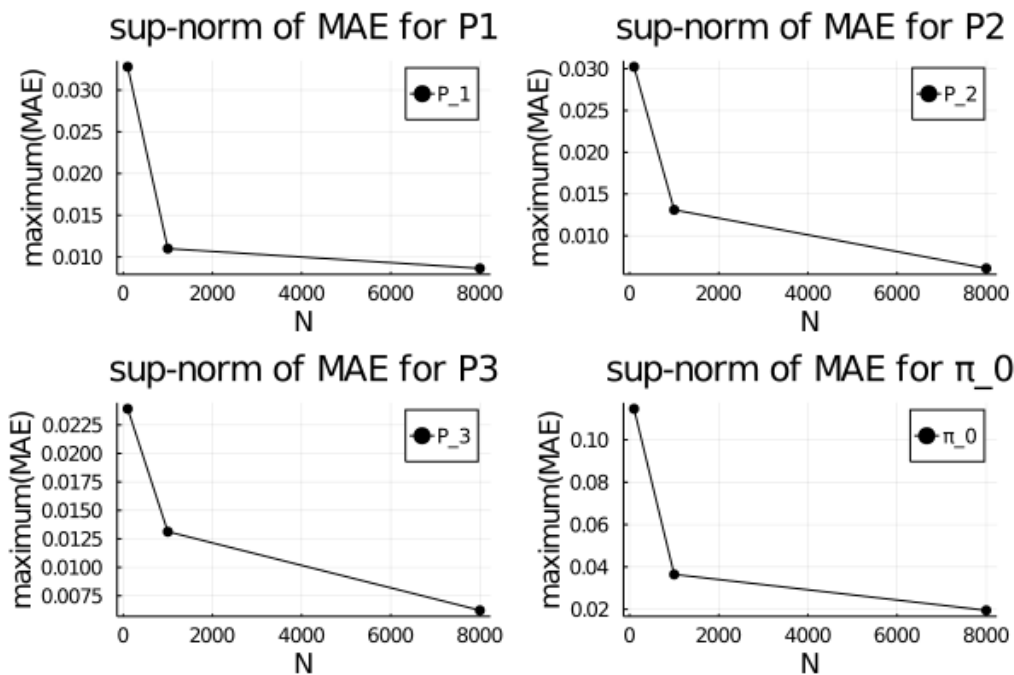 sup-norm of MAE for P1
maximum(MAE)
0.030
0.025
0.020
0.015
0.010
P_1
0 2000 4000 6000 8000
N
sup-norm of MAE for P2
maximum(MAE)
0.030
0.025
0.020
0.015
0.010
P_2
0 2000 4000 6000 8000
N
sup-norm of MAE for P3
maximum(MAE)
0.0225
0.0200
0.0175
0.0150
0.0125
0.0100
0.0075
P_3
0 2000 4000 6000 8000
N
sup-norm of MAE for π_0
maximum(MAE)
0.10
0.08
0.06
0.04
0.02
π_0
0 2000 4000 6000 8000
N